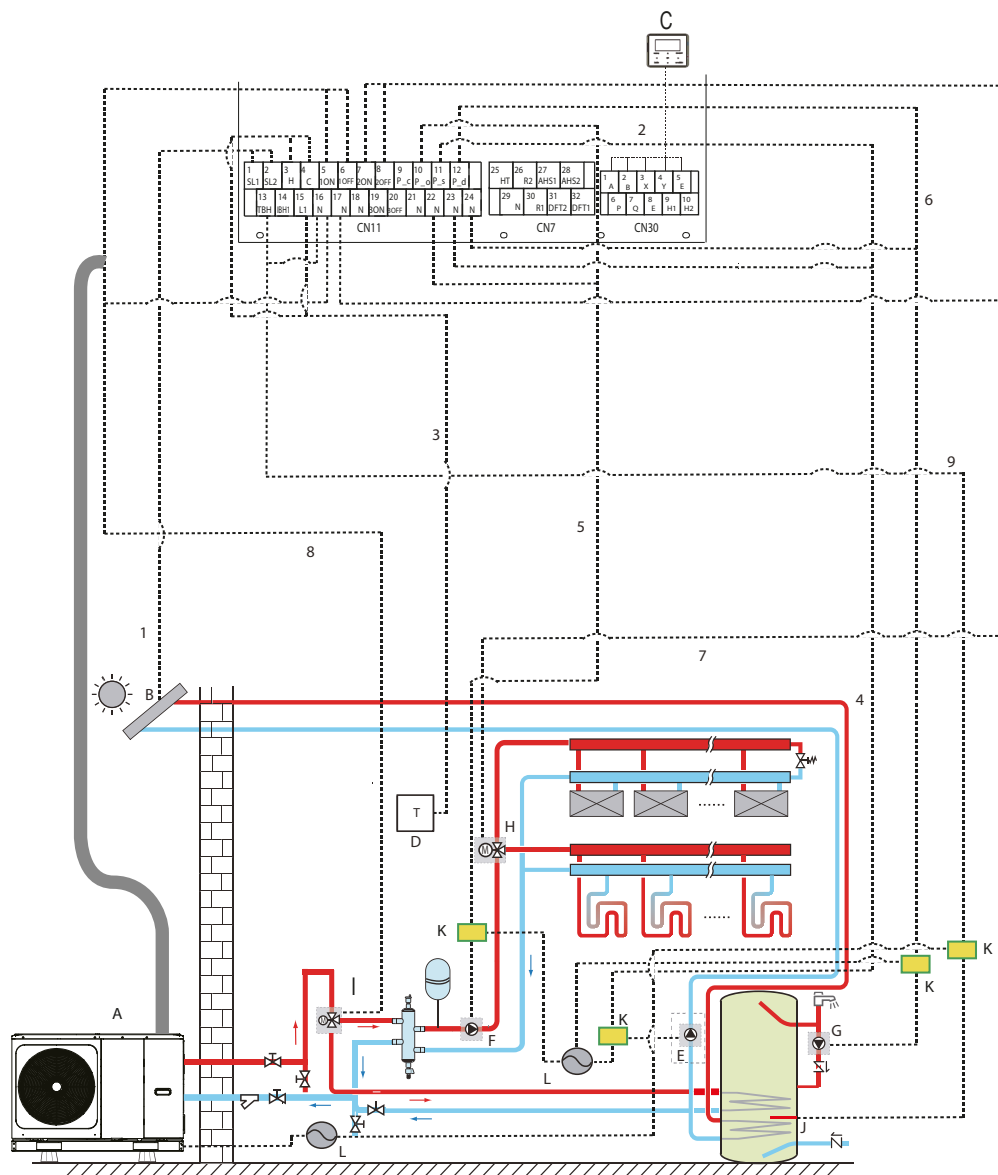 C
2
1 2 3 4 5 6 7 8 9 10 11 12
SL1 SL2 H C 1ON 1OFF 2ON 2OFF P_c P_o P_s P_d
13 14 15 16 17 18 19 20 21 22 23 24
TBH IBH1 L1 N N N 3ON 3OFF N N N N
25 26 27 28
HT R2 AHS1 AHS2
29 30 31 32
N R1 DFT2 DFT1
1 2 3 4 5
A B X Y E
6 7 8 9 10
P Q E H1 H2
CN11 CN7 CN30
6
3
9
5
8
1
7
B
4
T
D
H
M
K
K
K
I
M
A
F
K
G
E
L
J
L